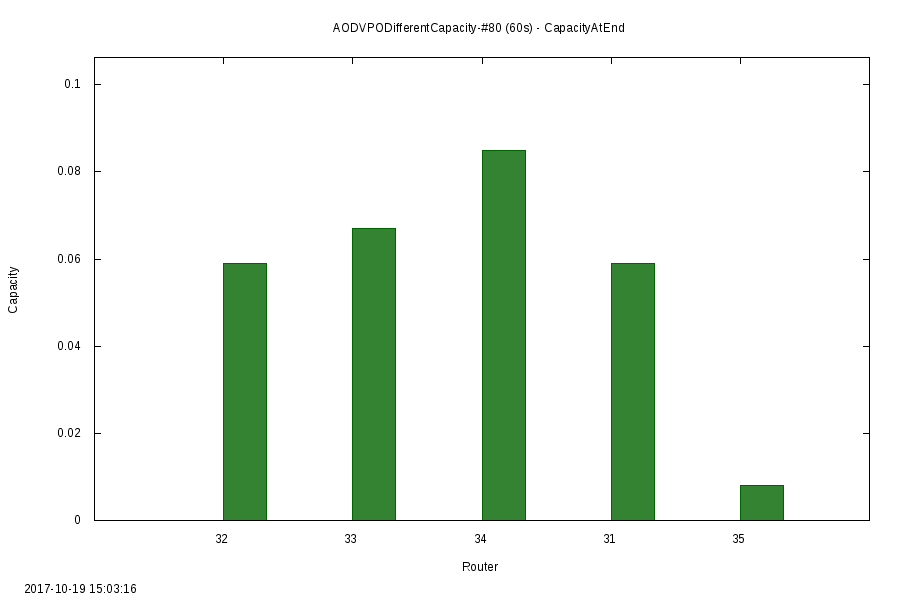 AODVPODifferentCapacity-#80 (60s) - CapacityAtEnd
0.1
0.08
0.06
0.04
0.02
0
Capacity
32 33 34 31 35
Router
2017-10-19 15:03:16